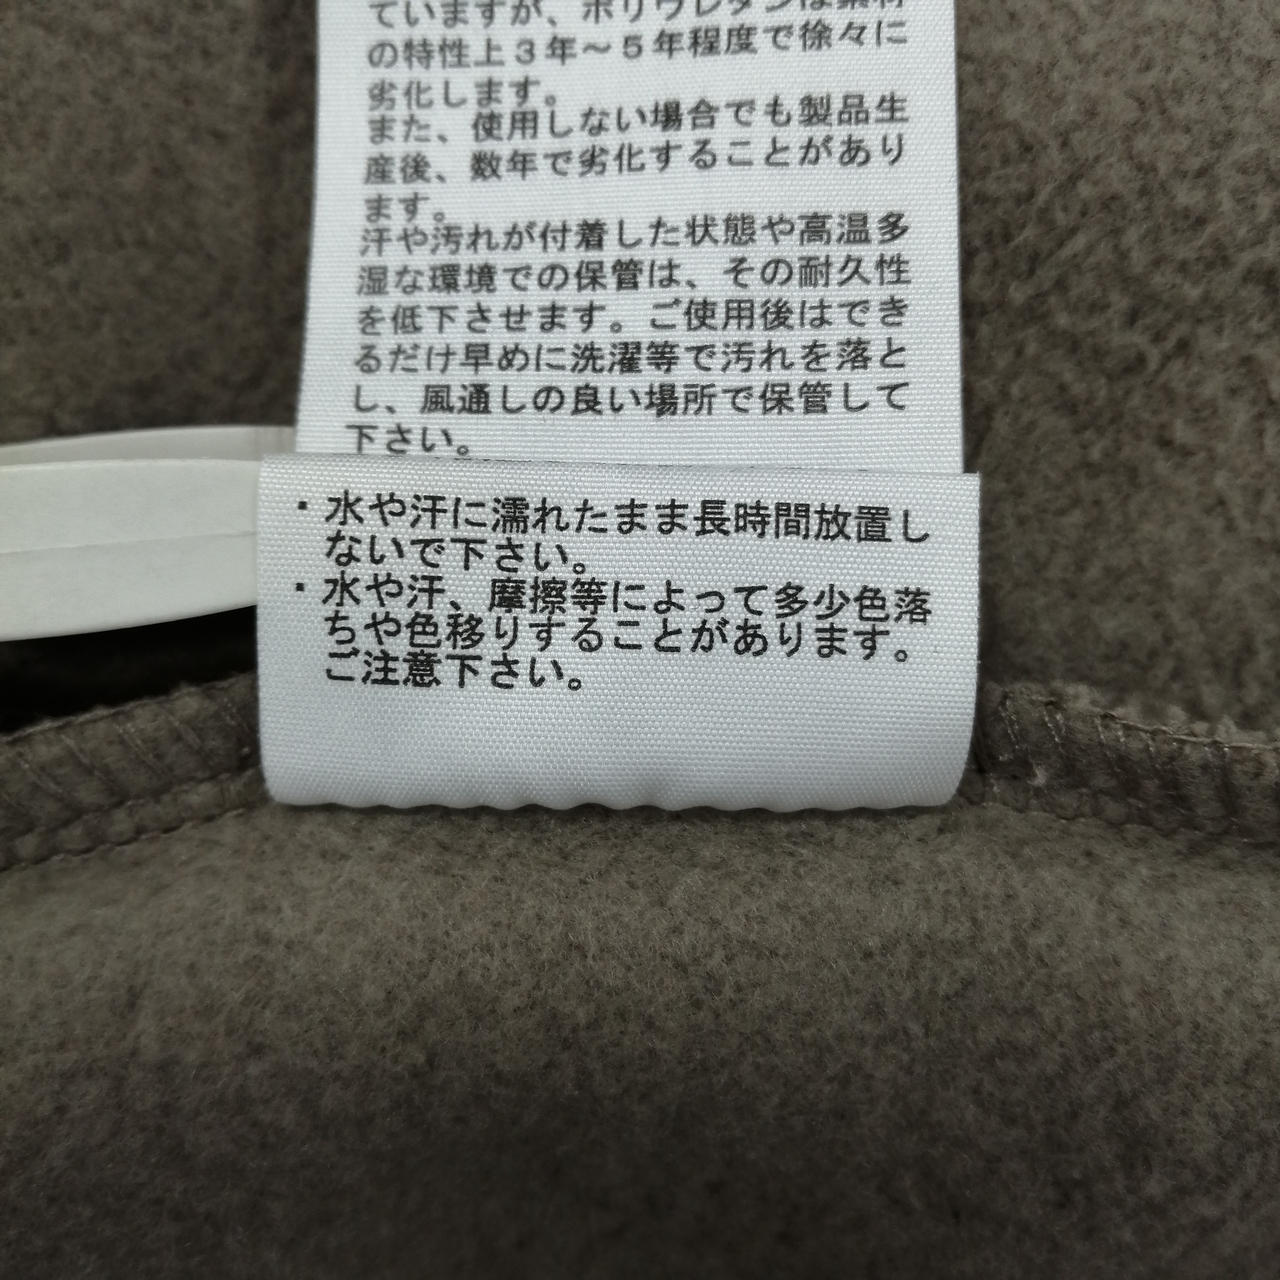 ていますが、ポリウレタンは素材
の特性上3年～5年程度で徐々に
劣化します。
また、使用しない場合でも製品生
産後、数年で劣化することがあり
ます。
汗や汚れが付着した状態や高温多
湿な環境での保管は、その耐久性
を低下させます。ご使用後はでき
るだけ早めに洗濯等で汚れを落と
し、風通しの良い場所で保管して
下さい。
・水や汗に濡れたまま長時間放置し
ないで下さい。
・水や汗、摩擦等によって多少色落
ちや色移りすることがあります。
ご注意下さい。